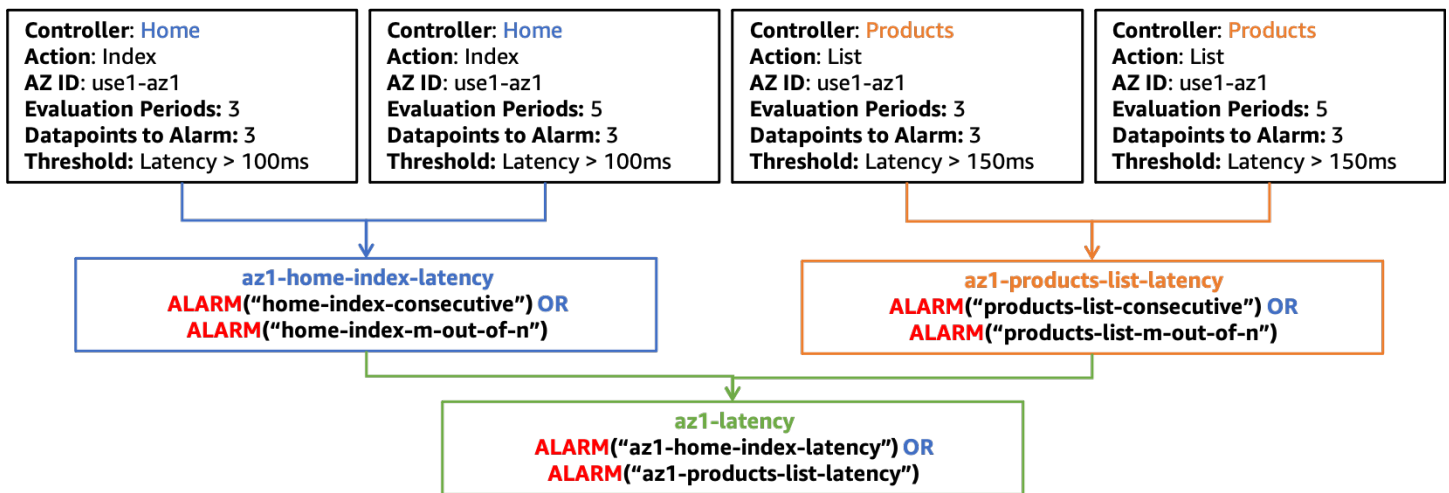 Controller: Home
Action: Index
AZ ID: use1-az1
Evaluation Periods: 3
Datapoints to Alarm: 3
Threshold: Latency > 100ms
Controller: Home
Action: Index
AZ ID: use1-az1
Evaluation Periods: 5
Datapoints to Alarm: 3
Threshold: Latency > 100ms
Controller: Products
Action: List
AZ ID: use1-az1
Evaluation Periods: 3
Datapoints to Alarm: 3
Threshold: Latency > 150ms
Controller: Products
Action: List
AZ ID: use1-az1
Evaluation Periods: 5
Datapoints to Alarm: 3
Threshold: Latency > 150ms
az1-home-index-latency
ALARM(“home-index-consecutive”) OR
ALARM(“home-index-m-out-of-n”)
az1-products-list-latency
ALARM(“products-list-consecutive”) OR
ALARM(“products-list-m-out-of-n”)
az1-latency
ALARM(“az1-home-index-latency”) OR
ALARM(“az1-products-list-latency”)